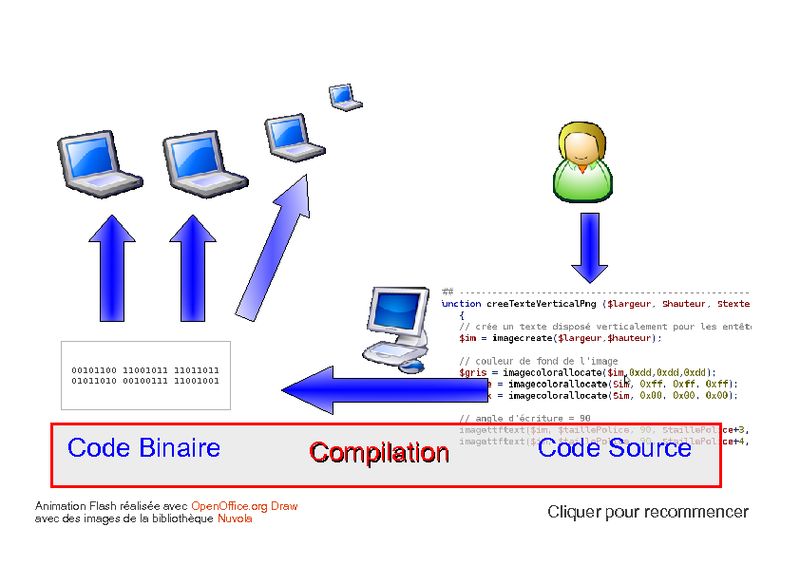 ## ------------------------------------------------
unction creeTexteVerticalPng ($largeur, $hauteur, $texte
{
// crée un texte disposé verticalement pour les entête
$im = imagecreate($largeur,$hauteur);
// couleur de fond de l'image
$gris = imagecolorallocate($im,0xdd,0xdd,0xdd);
= imagecolorallocate($im, 0xff, 0xff, 0xff);
= imagecolorallocate($im, 0x00, 0x00, 0x00);
// angle d'écriture = 90
imagettftext($im, $taillePolice, 90, $taillePolice+3,
imagettftext($im, $taillePolice, 90, $taillePolice+4,
00101100 11001011 11011011
01011010 00100111 11001001
Code Binaire
Compilation
Code Source
Animation Flash réalisée avec OpenOffice.org Draw
avec des images de la bibliothèque Nuvola
Cliquer pour recommencer